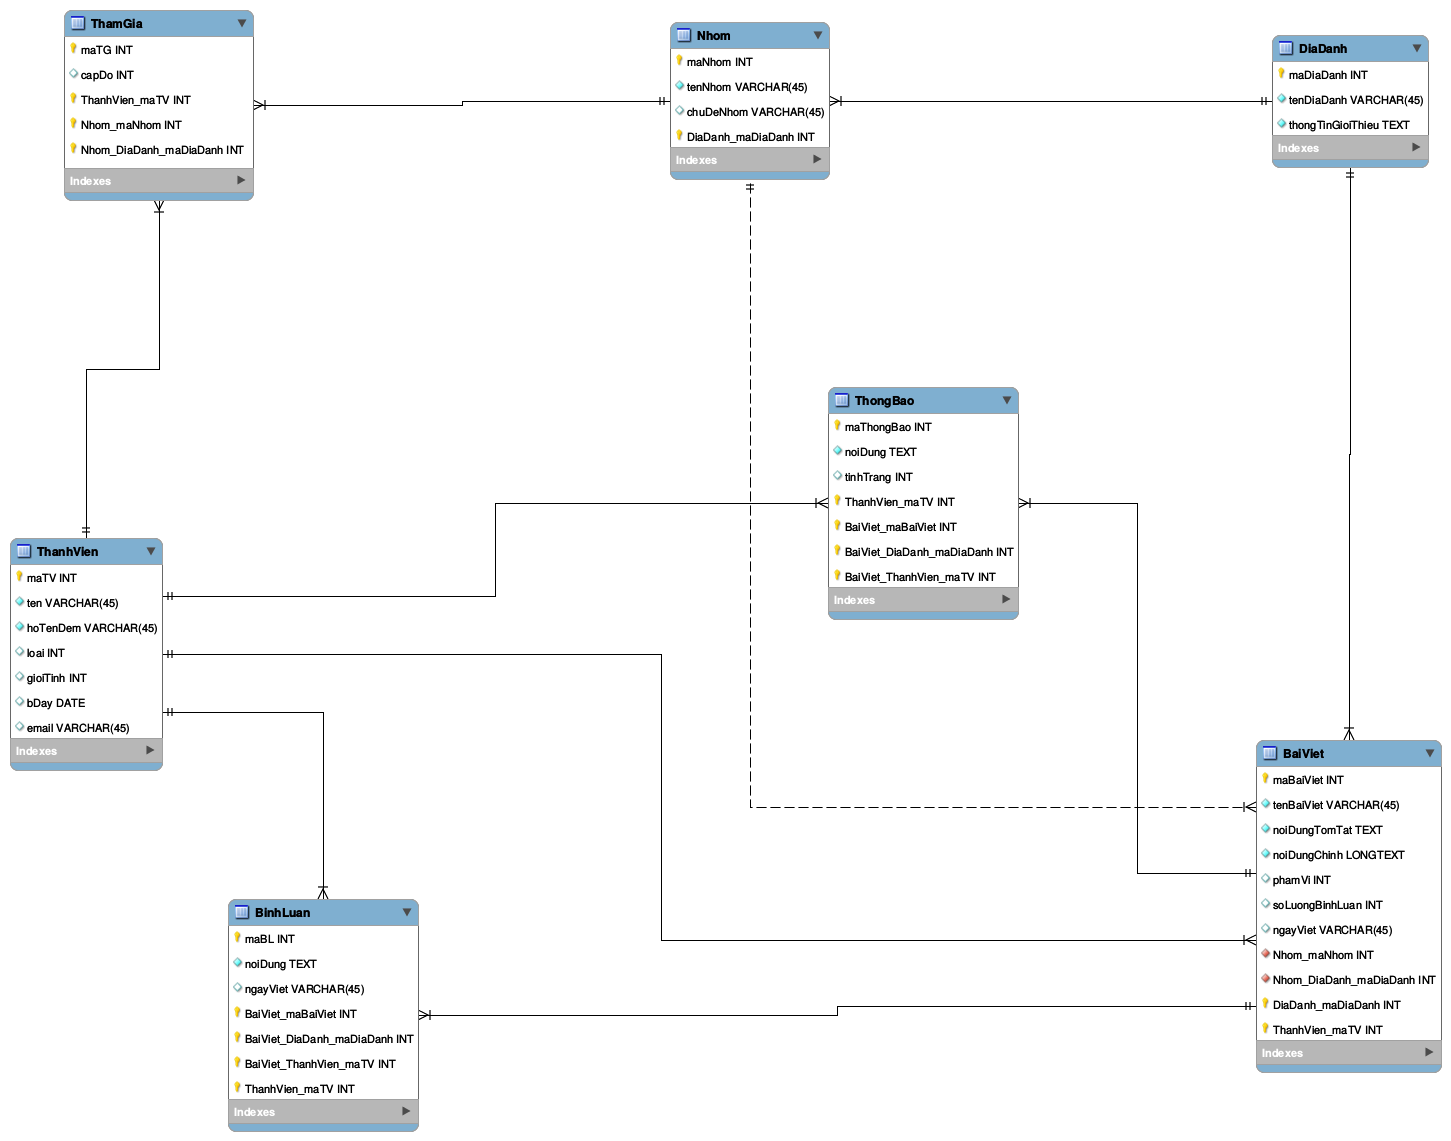 ThamGia
maTG INT
capDo INT
ThanhVien_maTV INT
Nhom_maNhom INT
Nhom_DiaDanh_maDiaDanh INT
Indexes
Nhom
maNhom INT
tenNhom VARCHAR(45)
chuDeNhom VARCHAR(45)
DiaDanh_maDiaDanh INT
Indexes
DiaDanh
maDiaDanh INT
tenDiaDanh VARCHAR(45)
thongTinGioiThieu TEXT
Indexes
ThongBao
maThongBao INT
noiDung TEXT
tinhTrang INT
ThanhVien_maTV INT
BaiViet_maBaiViet INT
BaiViet_DiaDanh_maDiaDanh INT
BaiViet_ThanhVien_maTV INT
Indexes
ThanhVien
maTV INT
ten VARCHAR(45)
hoTenDem VARCHAR(45)
loai INT
gioiTinh INT
bDay DATE
email VARCHAR(45)
Indexes
BaiViet
maBaiViet INT
tenBaiViet VARCHAR(45)
noiDungTomTat TEXT
noiDungChinh LONGTEXT
phamVi INT
soLuongBinhLuan INT
ngayViet VARCHAR(45)
Nhom_maNhom INT
Nhom_DiaDanh_maDiaDanh INT
DiaDanh_maDiaDanh INT
ThanhVien_maTV INT
Indexes
BinhLuan
maBL INT
noiDung TEXT
ngayViet VARCHAR(45)
BaiViet_maBaiViet INT
BaiViet_DiaDanh_maDiaDanh INT
BaiViet_ThanhVien_maTV INT
ThanhVien_maTV INT
Indexes